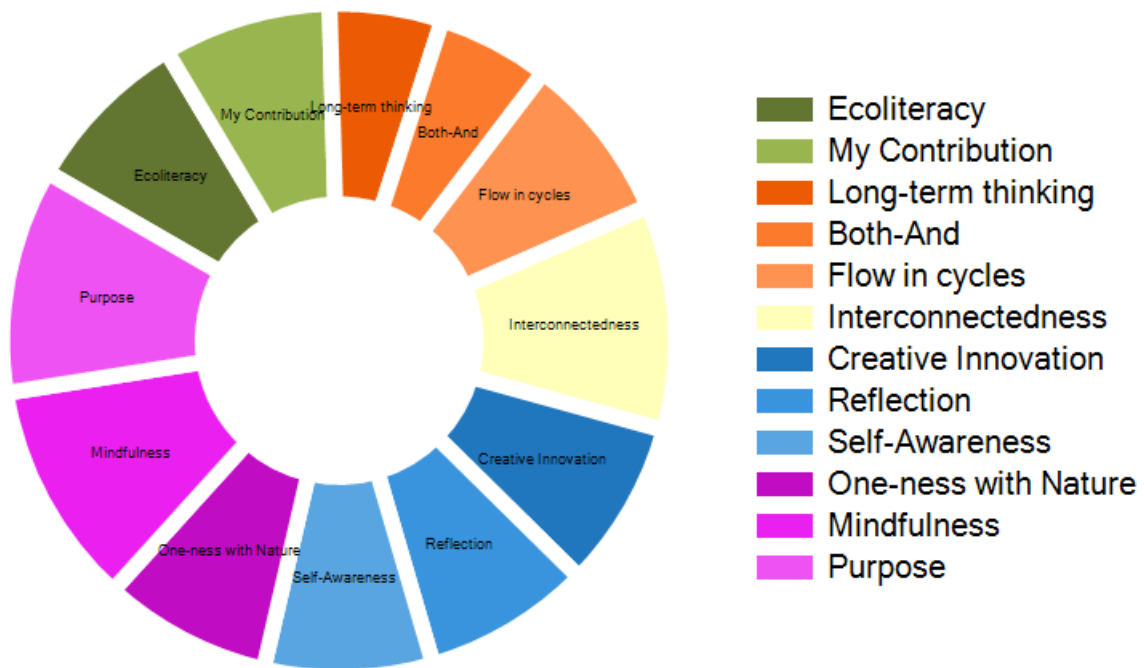 My Contribution
Long-term thinking
Both-And
Ecoliteracy
Flow in cycles
Purpose
Interconnectedness
Mindfulness
Creative Innovation
One-ness with Nature
Reflection
Self-Awareness
Ecoliteracy
My Contribution
Long-term thinking
Both-And
Flow in cycles
Interconnectedness
Creative Innovation
Reflection
Self-Awareness
One-ness with Nature
Mindfulness
Purpose